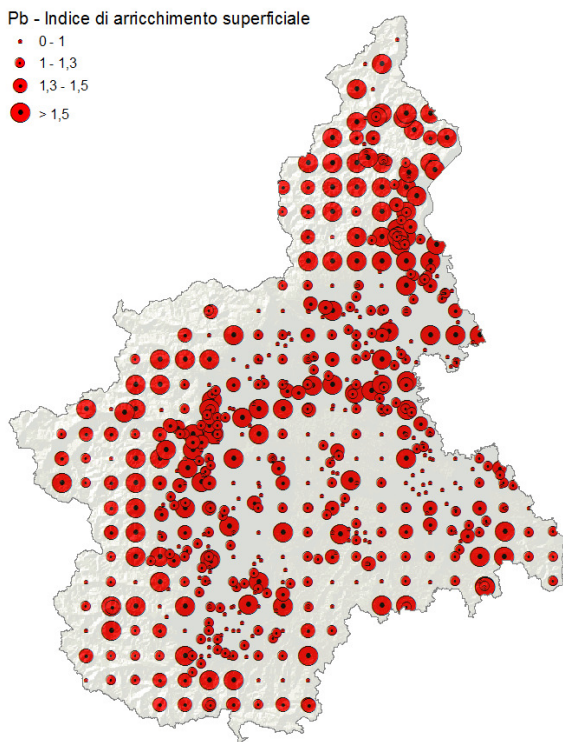 Pb - Indice di arricchimento superficiale
0 - 1
1 - 1,3
1,3 - 1,5
> 1,5